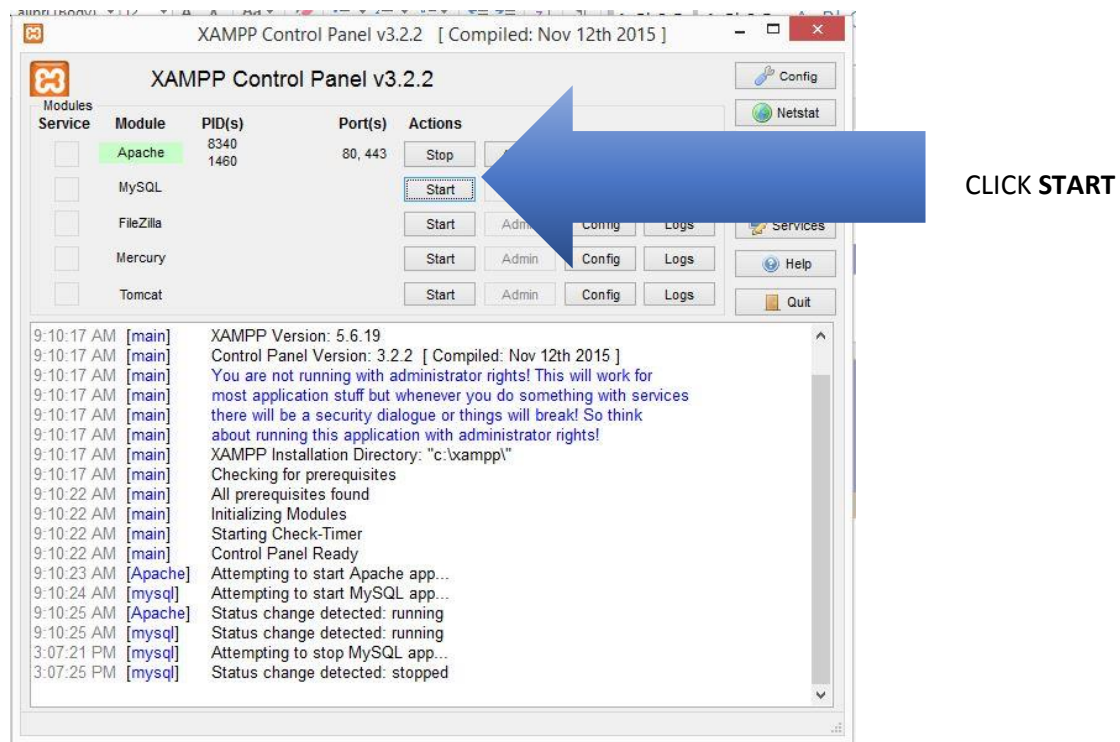 XAMPP Control Panel v3.2.2 [ Compiled: Nov 12th 2015 ]
XAMPP Control Panel v3.2.2
Config
Modules
Service Module PID(s) Port(s) Actions
Netstat
Apache 8340 1460 80, 443 Stop
MySQL Start
CLICK START
FileZilla Start Admin Config Logs Services
Mercury Start Admin Config Logs Help
Tomcat Start Admin Config Logs Quit
9:10:17 AM [main] XAMPP Version: 5.6.19
9:10:17 AM [main] Control Panel Version: 3.2.2 [ Compiled: Nov 12th 2015 ]
9:10:17 AM [main] You are not running with administrator rights! This will work for
9:10:17 AM [main] most application stuff but whenever you do something with services
9:10:17 AM [main] there will be a security dialogue or things will break! So think
9:10:17 AM [main] about running this application with administrator rights!
9:10:17 AM [main] XAMPP Installation Directory: "c:\xampp\"
9:10:17 AM [main] Checking for prerequisites
9:10:22 AM [main] All prerequisites found
9:10:22 AM [main] Initializing Modules
9:10:22 AM [main] Starting Check-Timer
9:10:22 AM [main] Control Panel Ready
9:10:23 AM [Apache] Attempting to start Apache app...
9:10:24 AM [mysql] Attempting to start MySQL app...
9:10:25 AM [Apache] Status change detected: running
9:10:25 AM [mysql] Status change detected: running
3:07:21 PM [mysql] Attempting to stop MySQL app...
3:07:25 PM [mysql] Status change detected: stopped